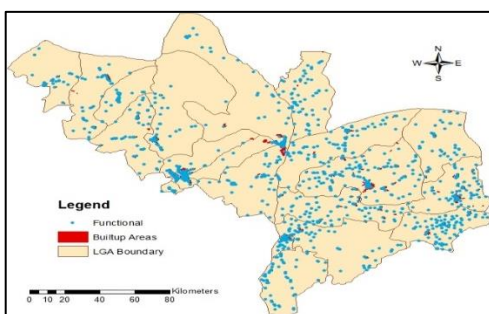 N
W E
S
Legend
Functional
Builtup Areas
LGA Boundary
Kilometers
0 10 20 40 60 80